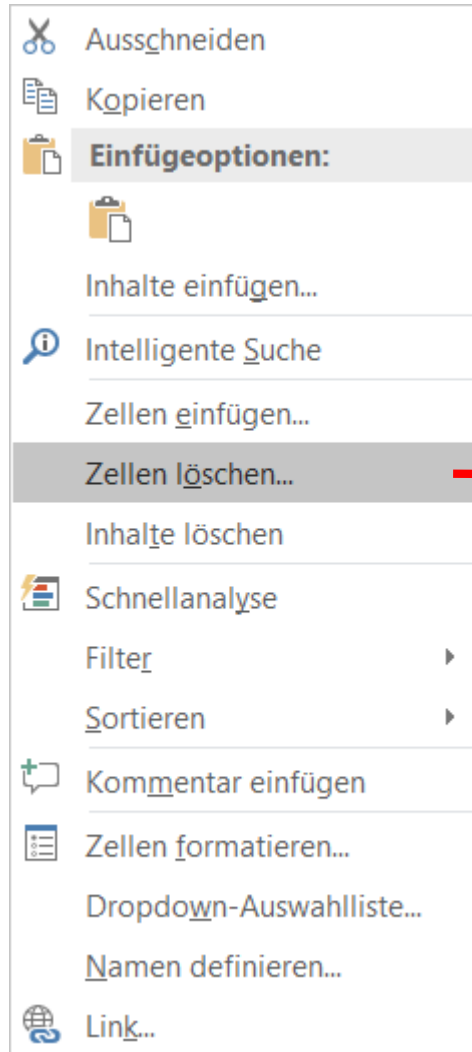 Ausschneiden
Kopieren
Einfügeoptionen:
Inhalte einfügen...
Intelligente Suche
Zellen einfügen...
Zellen löschen...
Inhalte löschen
Schnellanalyse
Filter
Sortieren
Kommentar einfügen
Zellen formatieren...
Dropdown-Auswahlliste...
Namen definieren...
Link...